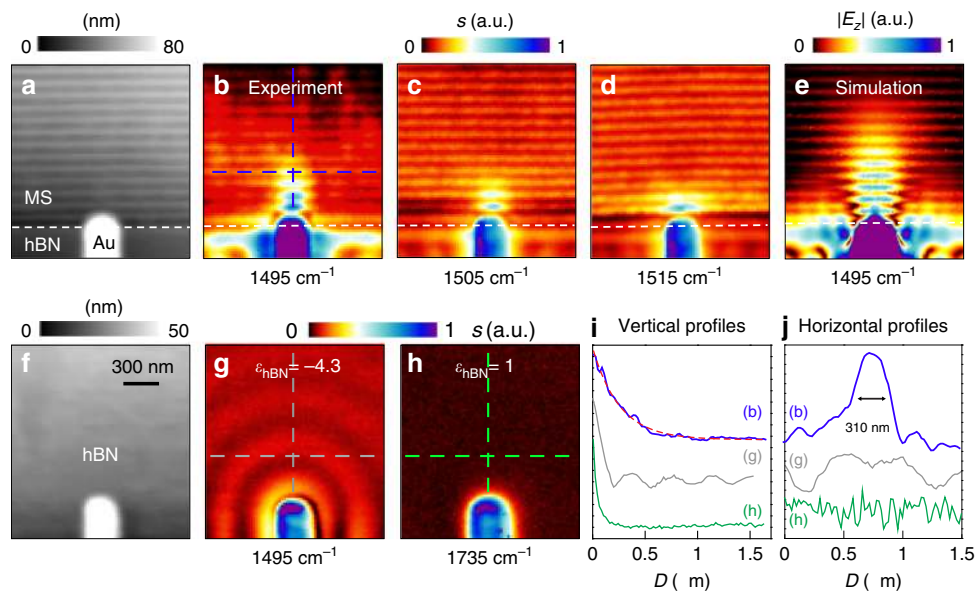 (nm)
0 80
s (a.u.)
0 1
|E_z| (a.u.)
0 1
a
b Experiment
c
d
e Simulation
MS
hBN
Au
1495 cm⁻¹
1505 cm⁻¹
1515 cm⁻¹
1495 cm⁻¹
(nm)
0 50
0 1 s (a.u.)
i Vertical profiles
j Horizontal profiles
f
300 nm
hBN
g
ε_hBN = −4.3
h
ε_hBN = 1
1495 cm⁻¹
1735 cm⁻¹
(b)
(g)
(h)
0 0.5 1 1.5
D ( m)
(b)
310 nm
(g)
(h)
0 0.5 1 1.5
D ( m)